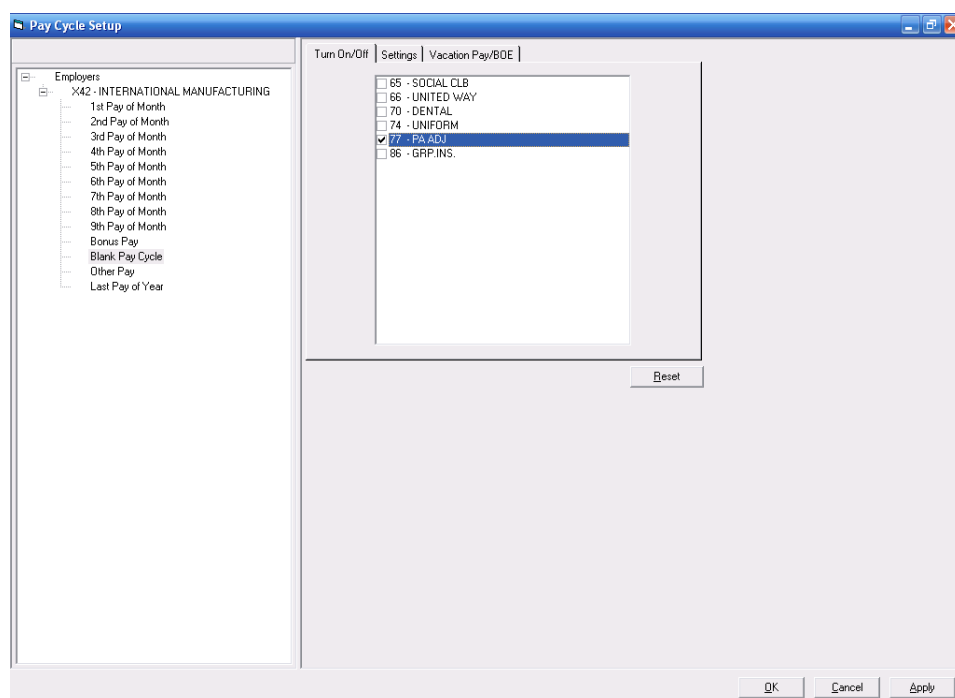 Pay Cycle Setup
Employers
X42 - INTERNATIONAL MANUFACTURING
1st Pay of Month
2nd Pay of Month
3rd Pay of Month
4th Pay of Month
5th Pay of Month
6th Pay of Month
7th Pay of Month
8th Pay of Month
9th Pay of Month
Bonus Pay
Blank Pay Cycle
Other Pay
Last Pay of Year
Turn On/Off Settings Vacation Pay/BOE
65 - SOCIAL CLB
66 - UNITED WAY
70 - DENTAL
74 - UNIFORM
77 - PA ADJ
86 - GRP.INS.
Reset
OK Cancel Apply